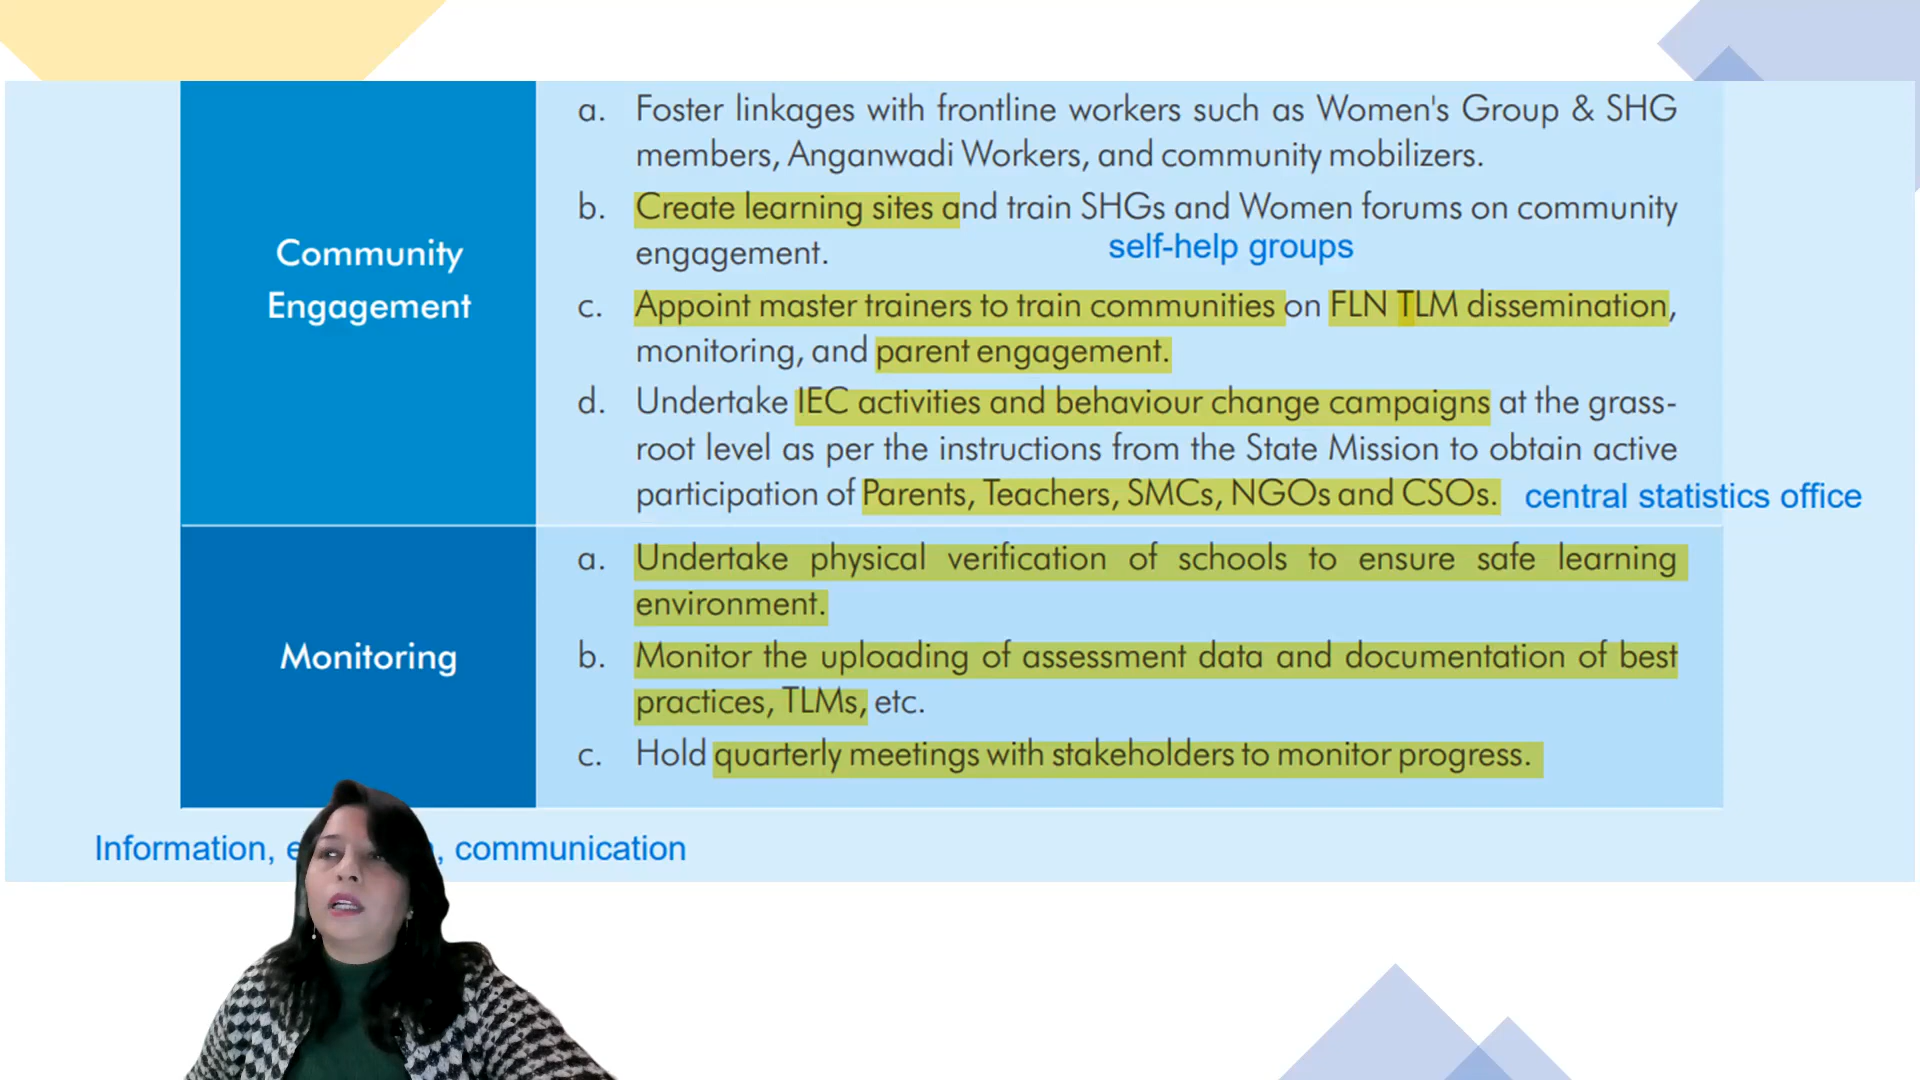 Community
Engagement
a. Foster linkages with frontline workers such as Women's Group & SHG
members, Anganwadi Workers, and community mobilizers.
b. Create learning sites and train SHGs and Women forums on community
engagement.
self-help groups
c. Appoint master trainers to train communities on FLN TLM dissemination,
monitoring, and parent engagement.
d. Undertake IEC activities and behaviour change campaigns at the grass-
root level as per the instructions from the State Mission to obtain active
participation of Parents, Teachers, SMCs, NGOs and CSOs.
central statistics office
Monitoring
a. Undertake physical verification of schools to ensure safe learning
environment.
b. Monitor the uploading of assessment data and documentation of best
practices, TLMs, etc.
c. Hold quarterly meetings with stakeholders to monitor progress.
Information, , communication